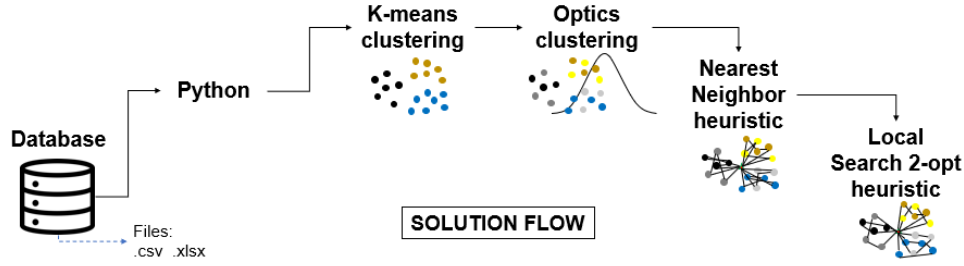 Database
Files:
.csv .xlsx
Python
K-means
clustering
Optics
clustering
Nearest
Neighbor
heuristic
Local
Search 2-opt
heuristic
SOLUTION FLOW